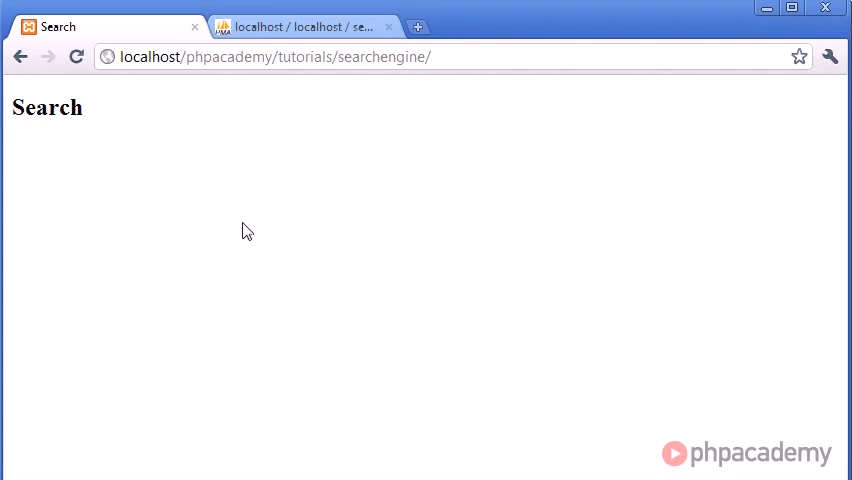 Search
localhost / localhost / se...
localhost/phpacademy/tutorials/searchengine/
Search
phpacademy